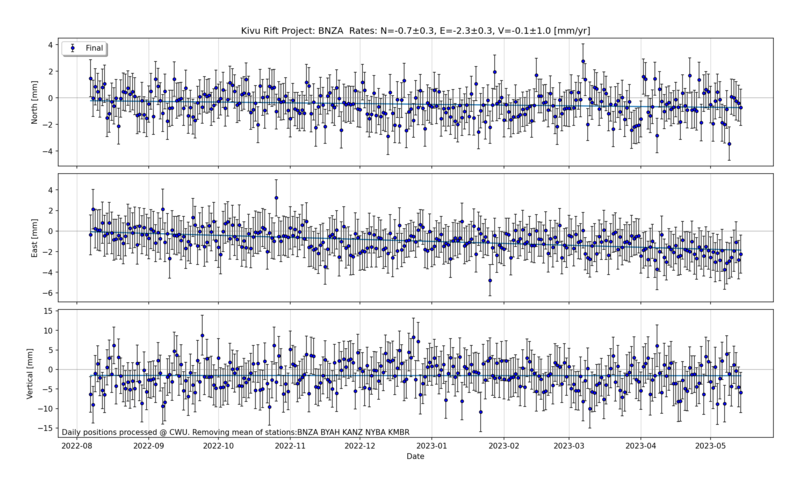 Kivu Rift Project: BNZA  Rates: N=-0.7±0.3, E=-2.3±0.3, V=-0.1±1.0 [mm/yr]
Final
4
2
0
−2
−4
North [mm]
4
2
0
−2
−4
−6
East [mm]
15
10
5
0
−5
−10
−15
Vertical [mm]
Daily positions processed @ CWU. Removing mean of stations:BNZA BYAH KANZ NYBA KMBR
2022-08 2022-09 2022-10 2022-11 2022-12 2023-01 2023-02 2023-03 2023-04 2023-05
Date